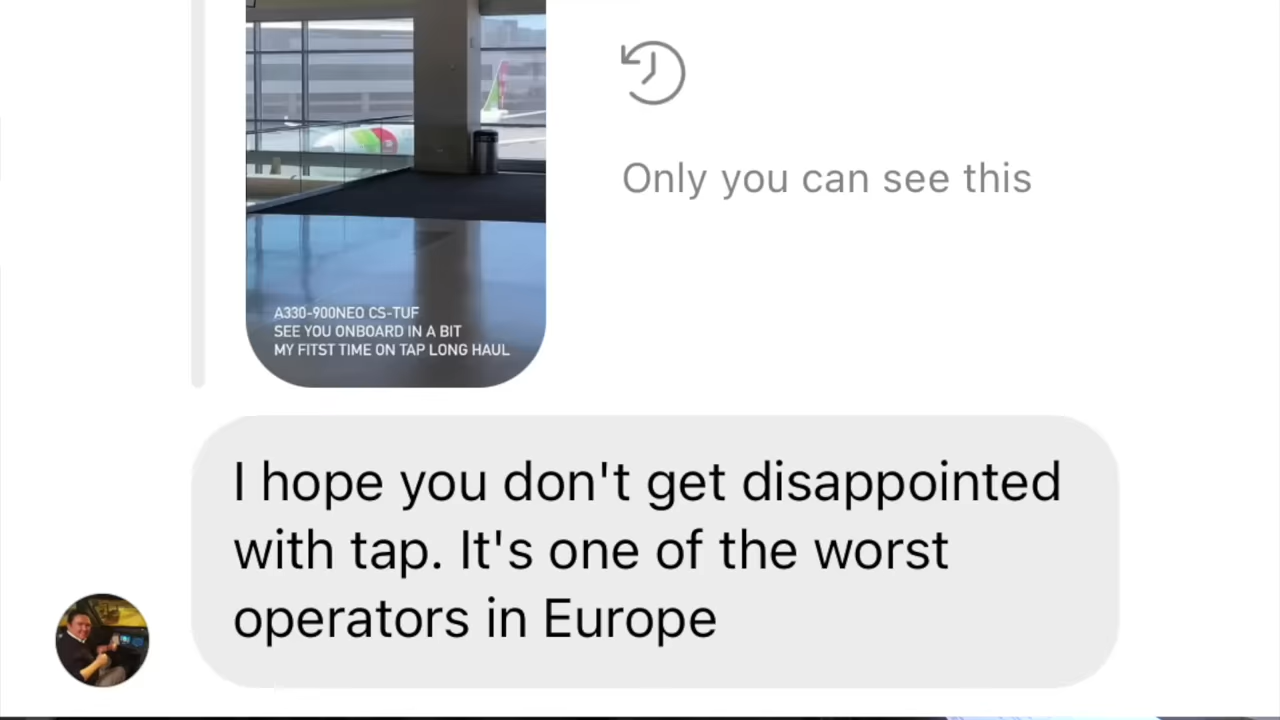 Only you can see this
A330-900NEO CS-TUF
SEE YOU ONBOARD IN A BIT
MY FITST TIME ON TAP LONG HAUL
I hope you don't get disappointed
with tap. It's one of the worst
operators in Europe